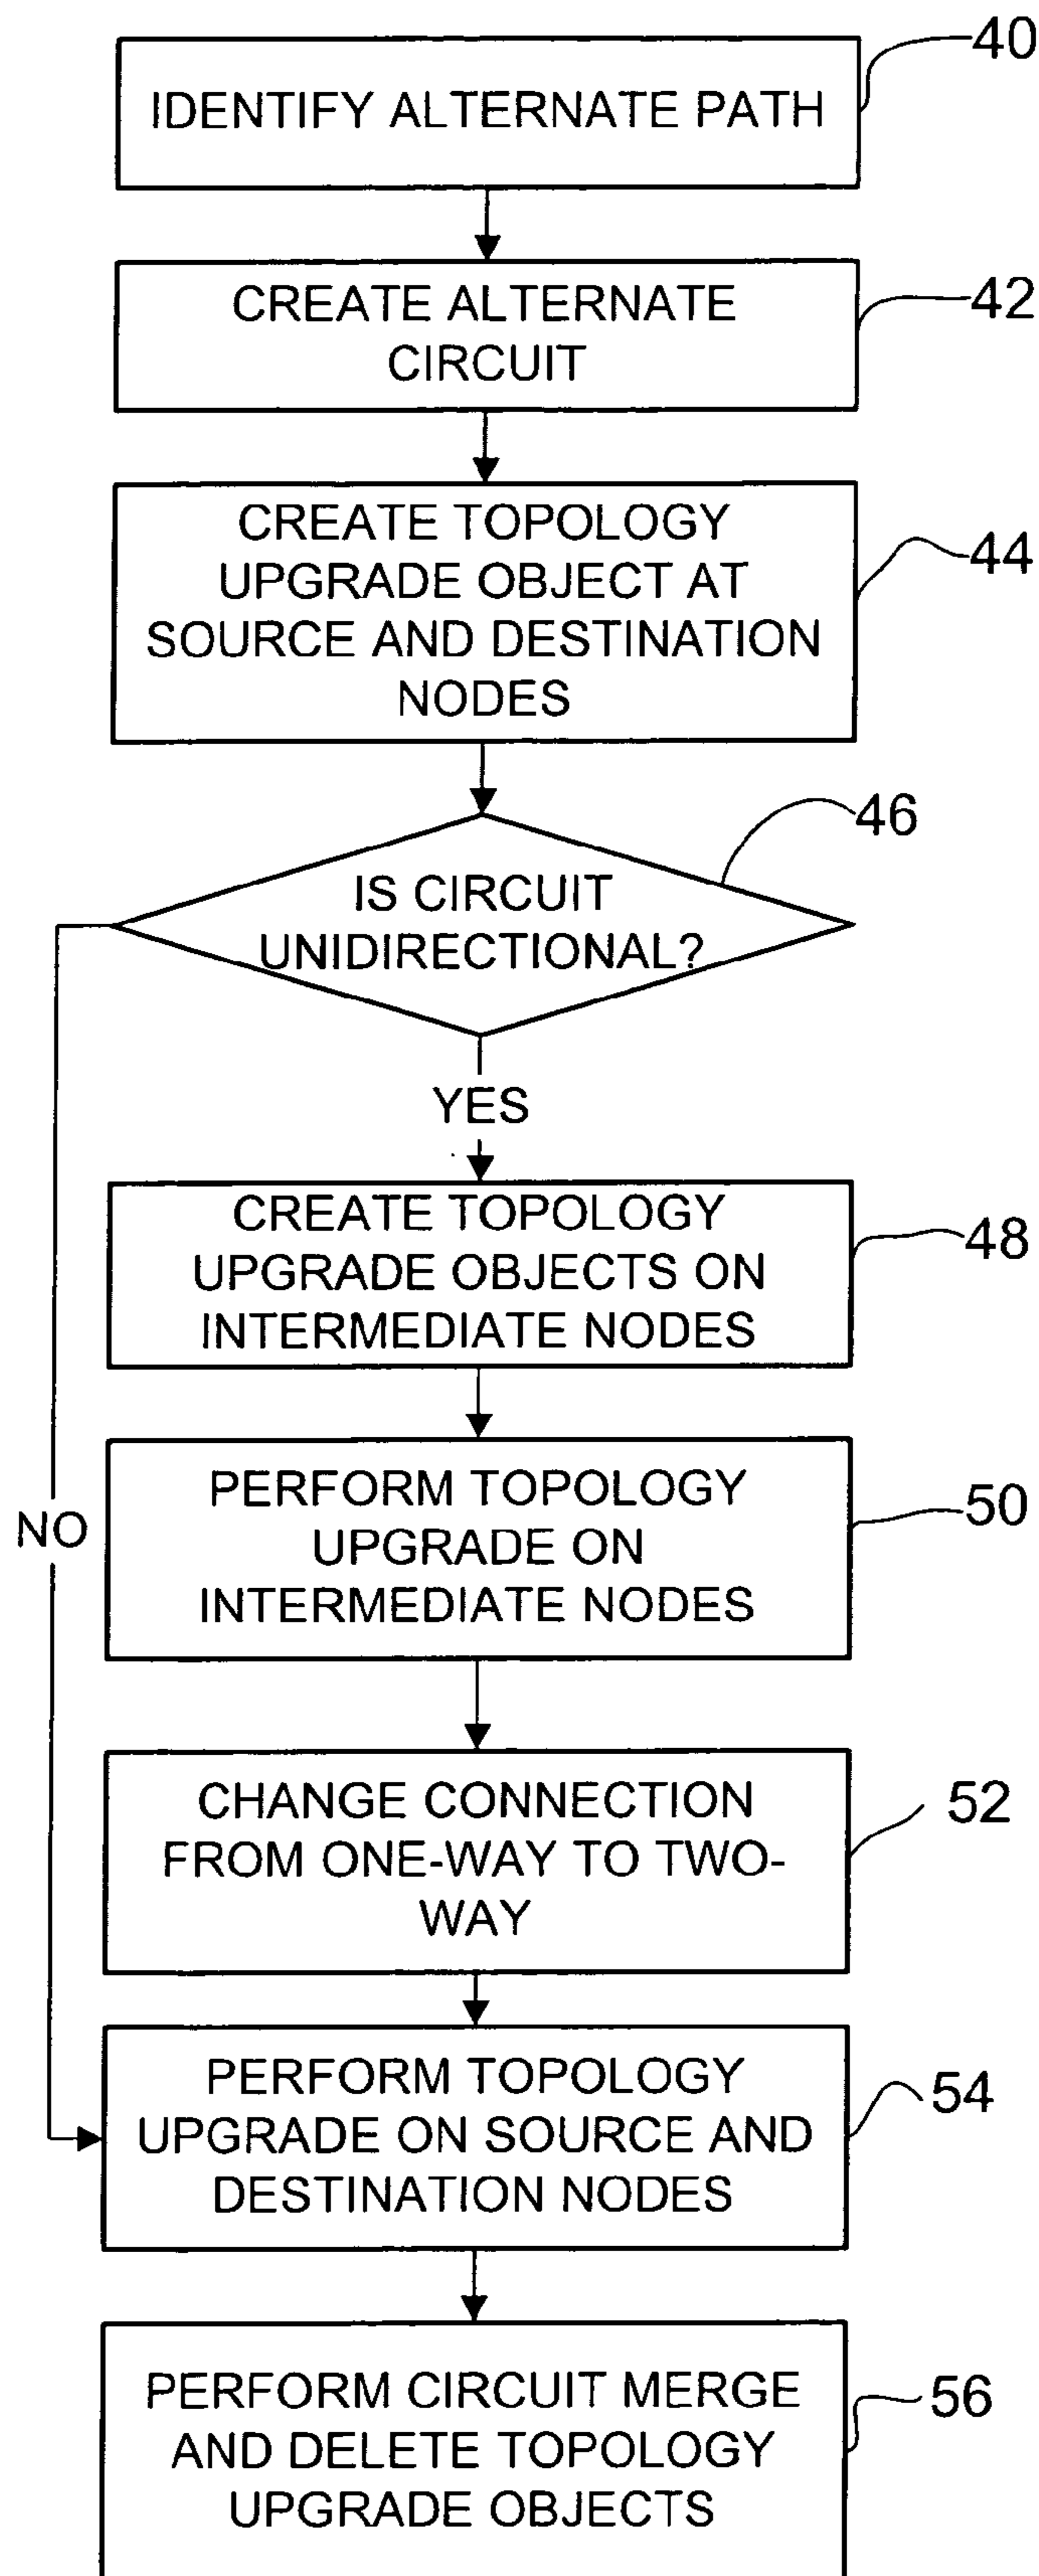 40
IDENTIFY ALTERNATE PATH
42
CREATE ALTERNATE
CIRCUIT
44
CREATE TOPOLOGY
UPGRADE OBJECT AT
SOURCE AND DESTINATION
NODES
46
IS CIRCUIT
UNIDIRECTIONAL?
YES
48
CREATE TOPOLOGY
UPGRADE OBJECTS ON
INTERMEDIATE NODES
50
PERFORM TOPOLOGY
UPGRADE ON
INTERMEDIATE NODES
NO
52
CHANGE CONNECTION
FROM ONE-WAY TO TWO-
WAY
54
PERFORM TOPOLOGY
UPGRADE ON SOURCE AND
DESTINATION NODES
56
PERFORM CIRCUIT MERGE
AND DELETE TOPOLOGY
UPGRADE OBJECTS